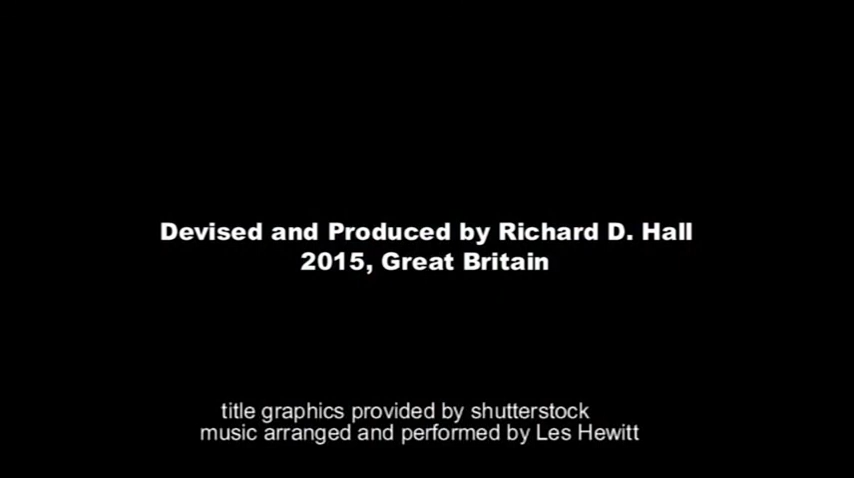 Devised and Produced by Richard D. Hall
2015, Great Britain
title graphics provided by shutterstock
music arranged and performed by Les Hewitt